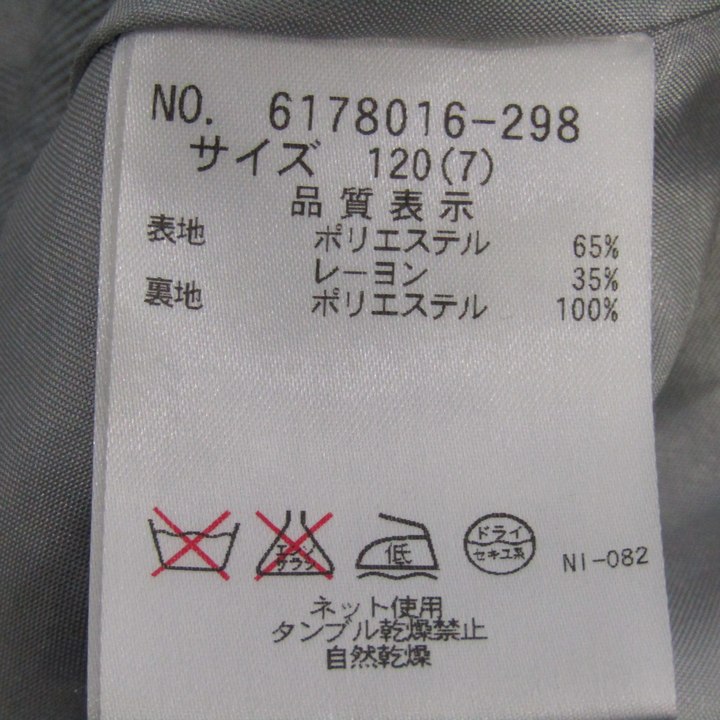 NO. 6178016-298
サイズ 120(7)
品質表示
表地 ポリエステル 65%
レーヨン 35%
裏地 ポリエステル 100%
エンソ
サラシ
低
ドライ
セキユ系
NI-082
ネット使用
タンブル乾燥禁止
自然乾燥